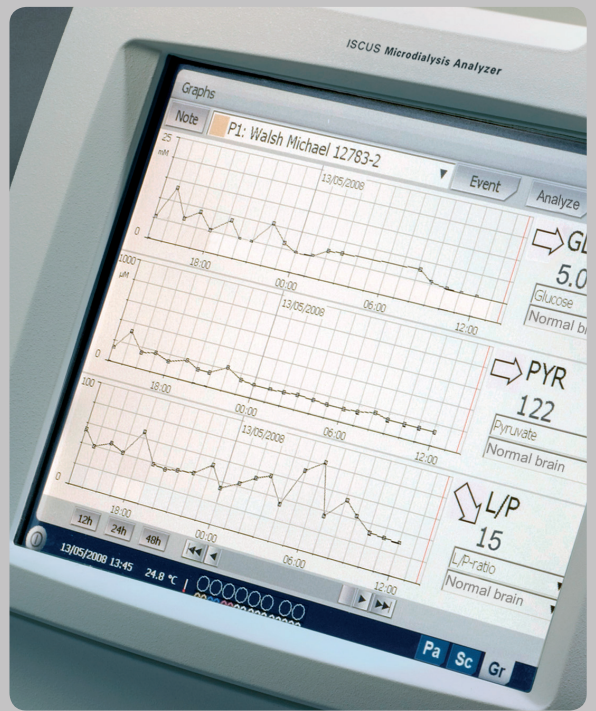 ISCUS Microdialysis Analyzer
Graphs
Note
P1: Walsh Michael 12783-2
Event
Analyze
25
mM
0
13/05/2008
18:00
00:00
06:00
12:00
GL
5.0
Glucose
Normal br
1000
µM
0
13/05/2008
18:00
00:00
06:00
12:00
PYR
122
Pyruvate
Normal brain
100
0
13/05/2008
18:00
00:00
06:00
12:00
L/P
15
L/P-ratio
Normal brain
12h
24h
48h
13/05/2008 13:45
24.8 °C
Pa
Sc
Gr